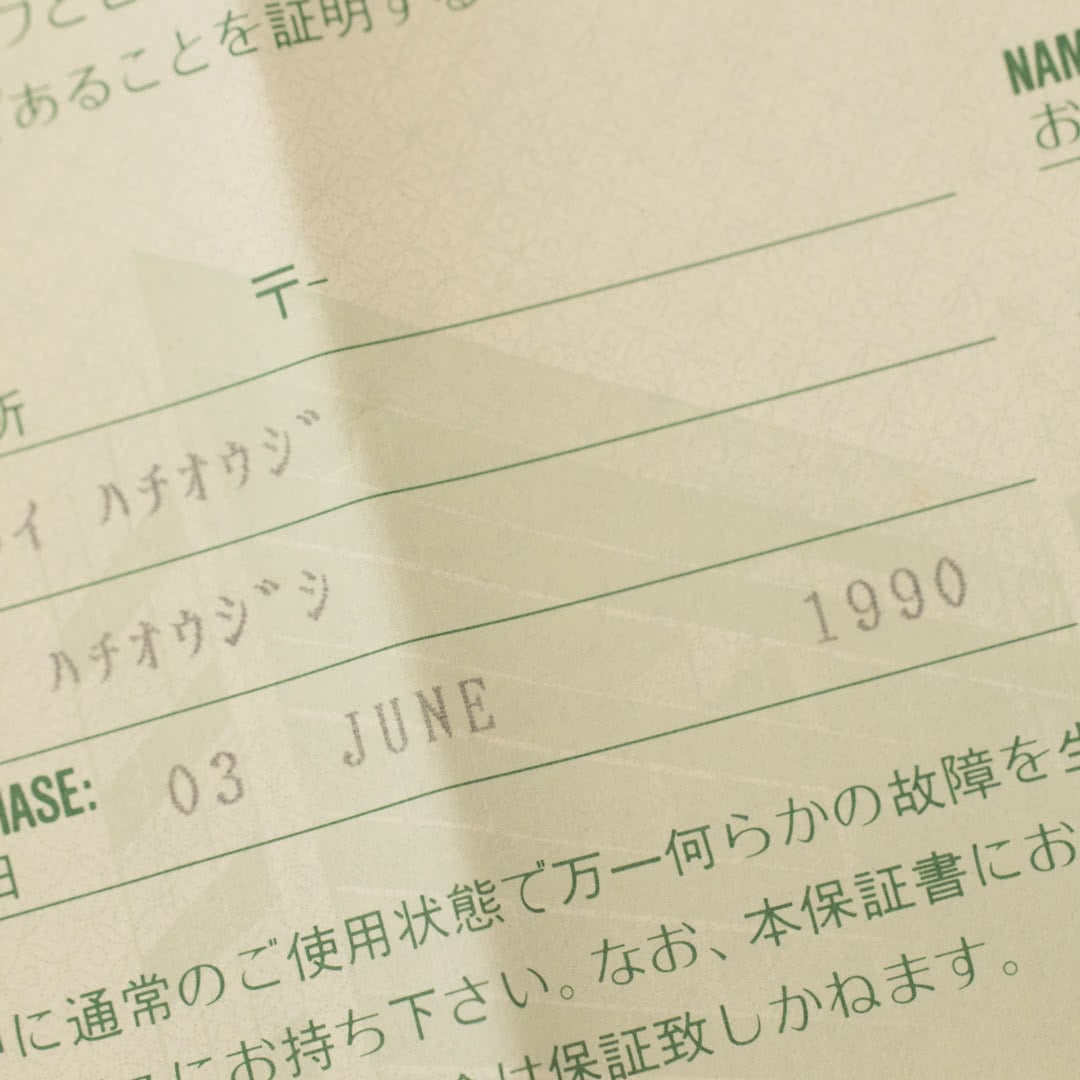 あることを証明する
NAM
お
〒-
所
イ ハチオウジ
ハチオウジシ
HASE: 03 JUNE 1990
日
に通常のご使用状態で万一何らかの故障を生
にお持ち下さい。なお、本保証書にお
は保証致しかねます。